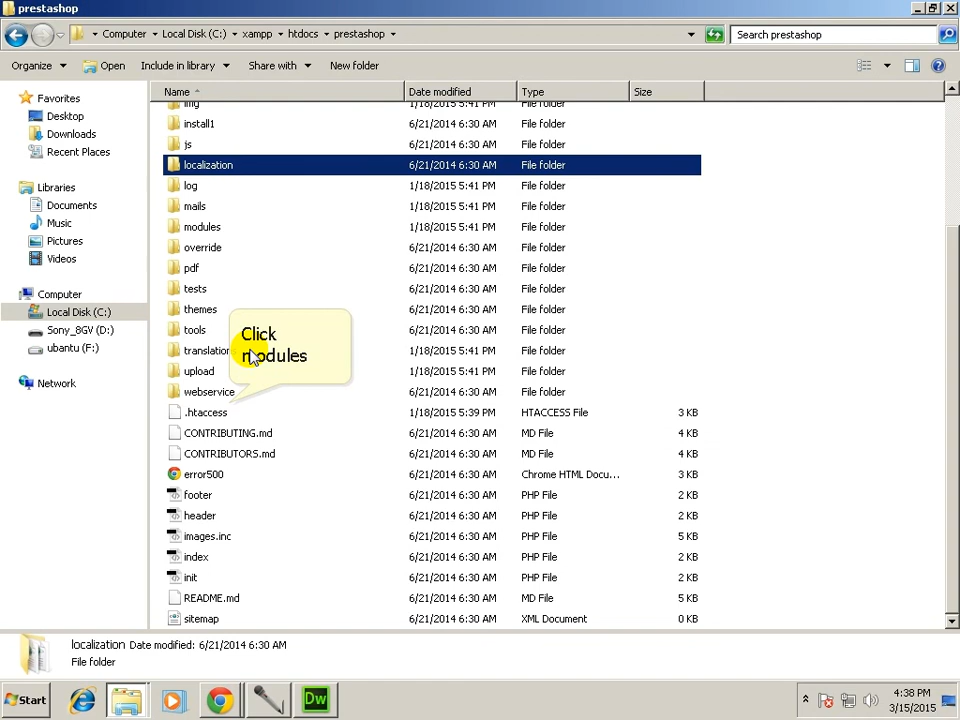 prestashop
Computer Local Disk (C:) xampp htdocs prestashop
Search prestashop
Organize Open Include in library Share with New folder
Name Date modified Type Size
img 1/18/2015 5:41 PM File folder
install1 6/21/2014 6:30 AM File folder
js 6/21/2014 6:30 AM File folder
localization 6/21/2014 6:30 AM File folder
log 1/18/2015 5:41 PM File folder
mails 1/18/2015 5:41 PM File folder
modules 1/18/2015 5:41 PM File folder
override 6/21/2014 6:30 AM File folder
pdf 6/21/2014 6:30 AM File folder
tests 6/21/2014 6:30 AM File folder
themes 6/21/2014 6:30 AM File folder
tools 6/21/2014 6:30 AM File folder
translations 1/18/2015 5:41 PM File folder
upload 1/18/2015 5:41 PM File folder
webservice 6/21/2014 6:30 AM File folder
.htaccess 1/18/2015 5:39 PM HTACCESS File 3 KB
CONTRIBUTING.md 6/21/2014 6:30 AM MD File 4 KB
CONTRIBUTORS.md 6/21/2014 6:30 AM MD File 4 KB
error500 6/21/2014 6:30 AM Chrome HTML Docu... 3 KB
footer 6/21/2014 6:30 AM PHP File 2 KB
header 6/21/2014 6:30 AM PHP File 2 KB
images.inc 6/21/2014 6:30 AM PHP File 5 KB
index 6/21/2014 6:30 AM PHP File 2 KB
init 6/21/2014 6:30 AM PHP File 2 KB
README.md 6/21/2014 6:30 AM MD File 5 KB
sitemap 6/21/2014 6:30 AM XML Document 0 KB
Favorites
Desktop
Downloads
Recent Places
Libraries
Documents
Music
Pictures
Videos
Computer
Local Disk (C:)
Sony_8GV (D:)
ubantu (F:)
Network
Click
modules
localization Date modified: 6/21/2014 6:30 AM
File folder
Start
Dw
4:38 PM
3/15/2015